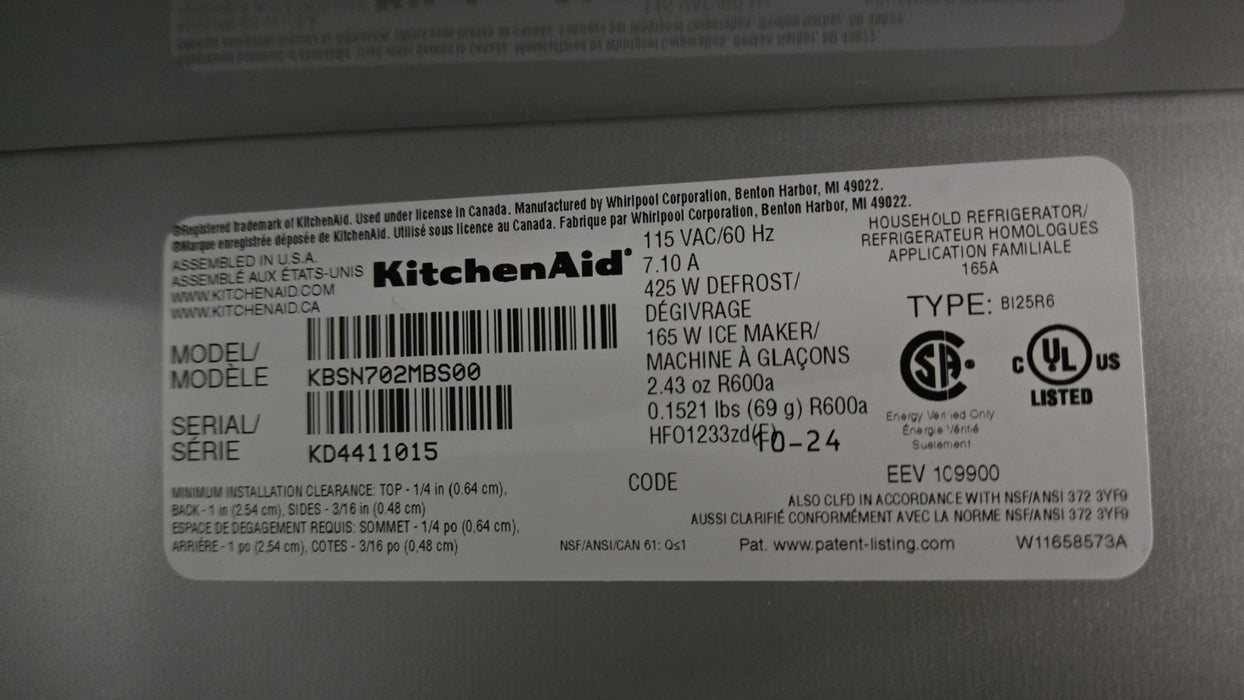 ®Registered trademark of KitchenAid. Used under license in Canada. Manufactured by Whirlpool Corporation, Benton Harbor, MI 49022.
®Marque enregistrée déposée de KitchenAid. Utilisé sous licence au Canada. Fabrique par Whirlpool Corporation, Benton Harbor, MI 49022.
ASSEMBLED IN U.S.A.
ASSEMBLÉ AUX ÉTATS-UNIS
WWW.KITCHENAID.COM
WWW.KITCHENAID.CA
KitchenAid®
MODEL/
MODÈLE
KBSN702MBS00
SERIAL/
SÉRIE
KD4411015
MINIMUM INSTALLATION CLEARANCE: TOP - 1/4 in (0.64 cm),
BACK - 1 in (2.54 cm), SIDES - 3/16 in (0.48 cm)
ESPACE DE DEGAGEMENT REQUIS: SOMMET - 1/4 po (0,64 cm),
ARRIÈRE - 1 po (2,54 cm), COTES - 3/16 po (0,48 cm)
115 VAC/60 Hz
7.10 A
425 W DEFROST/
DÉGIVRAGE
165 W ICE MAKER/
MACHINE À GLAÇONS
2.43 oz R600a
0.1521 lbs (69 g) R600a
HFO1233zd(E)
10-24
CODE
HOUSEHOLD REFRIGERATOR/
REFRIGERATEUR HOMOLOGUES
APPLICATION FAMILIALE
165A
TYPE: BI25R6
SA
C UL US
LISTED
Energy Verified Only
Énergie Vérifié
Suelement
EEV 1C9900
ALSO CLFD IN ACCORDANCE WITH NSF/ANSI 372 3YF9
AUSSI CLARIFIÉ CONFORMÉMENT AVEC LA NORME NSF/ANSI 372 3YF9
NSF/ANSI/CAN 61: Q≤1
Pat. www.patent-listing.com
W11658573A